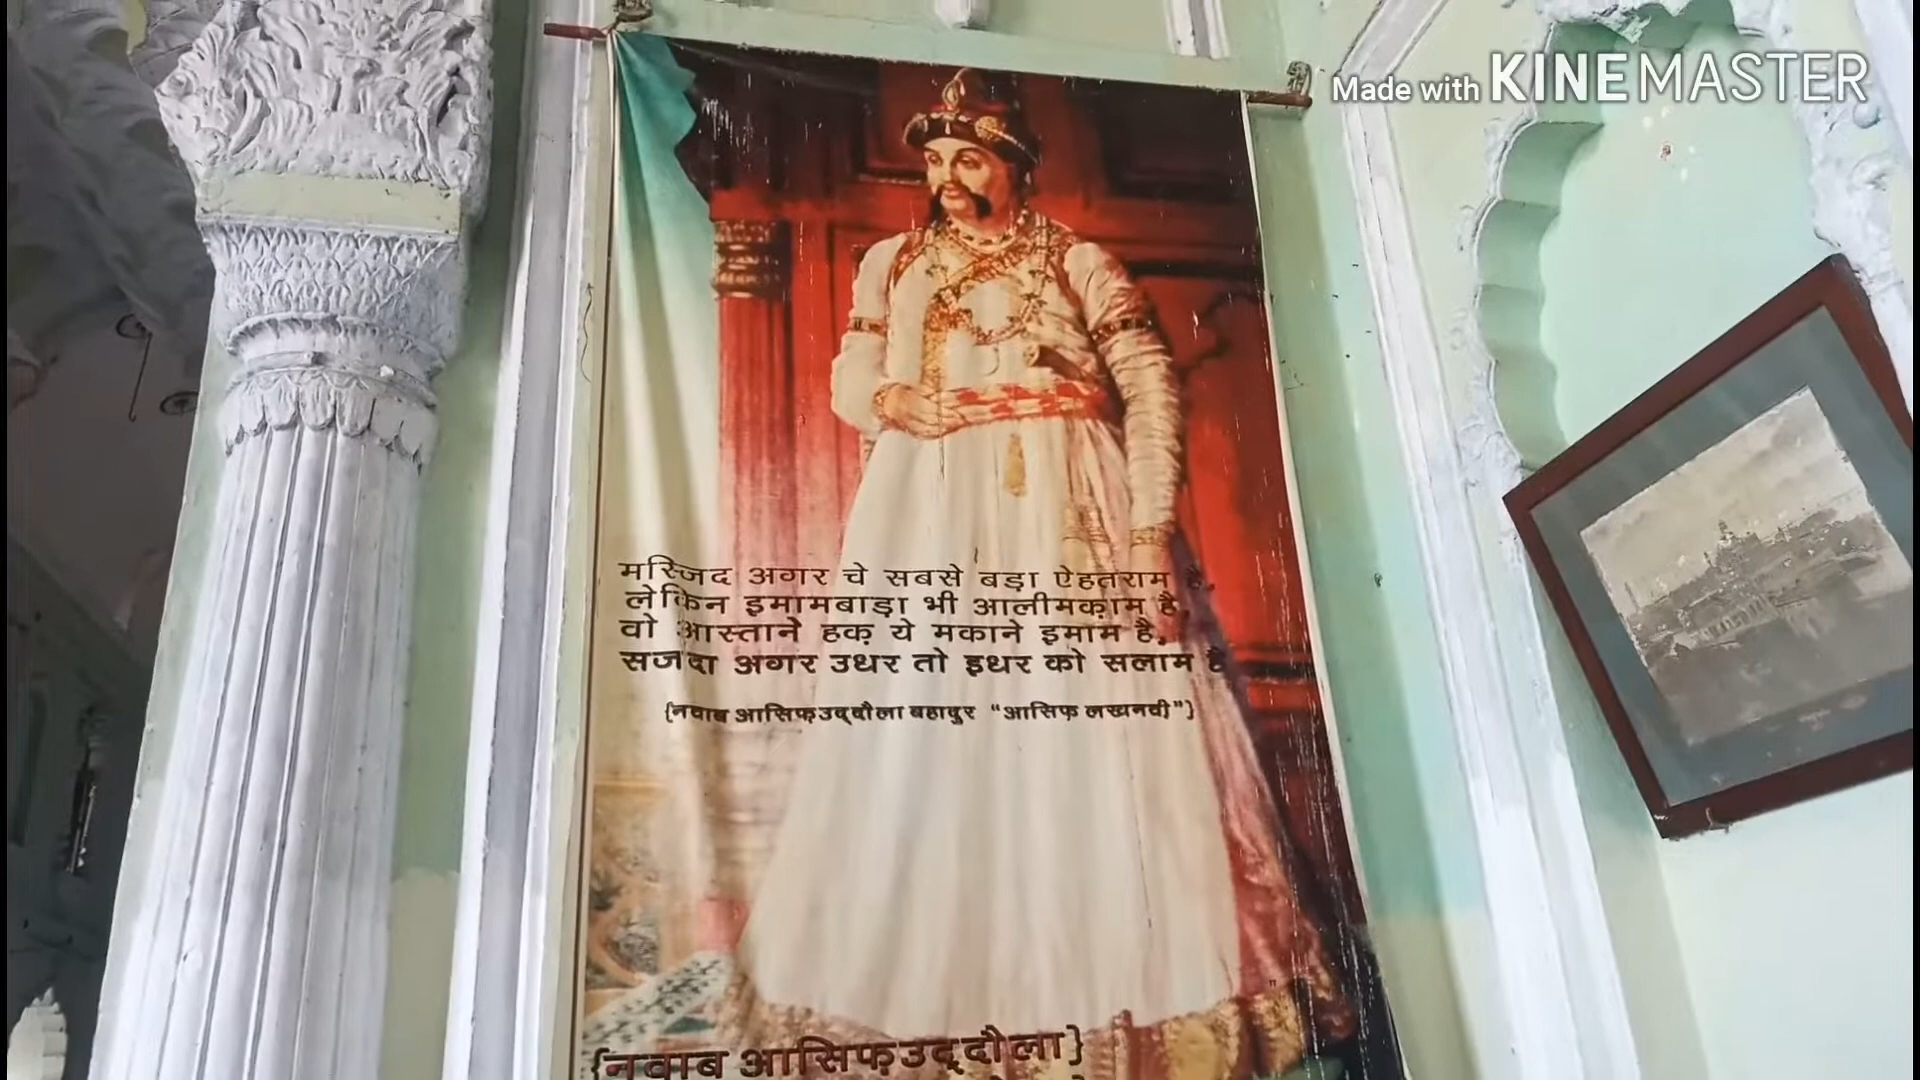 Made with KINEMASTER
मस्जिद अगर चे सबसे बड़ा ऐहतराम है,
लेकिन इमामबाड़ा भी आलीमक़ाम है,
वो आस्ताने हक़ ये मकाने इमाम है,
सजदा अगर उधर तो इधर को सलाम है
{नवाब आसिफ़उद्दौला बहादुर "आसिफ़ लखनवी"}
{नवाब आसिफ़उद्दौला}